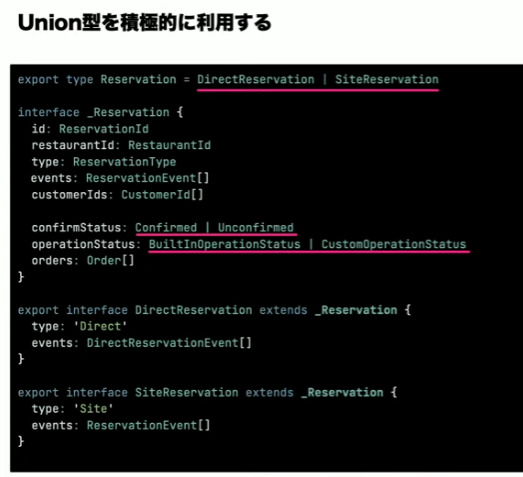 Union型を積極的に利用する
export type Reservation = DirectReservation | SiteReservation
interface _Reservation {
id: ReservationId
restaurantId: RestaurantId
type: ReservationType
events: ReservationEvent[]
customerIds: CustomerId[]
confirmStatus: Confirmed | Unconfirmed
operationStatus: BuiltInOperationStatus | CustomOperationStatus
orders: Order[]
}
export interface DirectReservation extends _Reservation {
type: 'Direct'
events: DirectReservationEvent[]
}
export interface SiteReservation extends _Reservation {
type: 'Site'
events: ReservationEvent[]
}